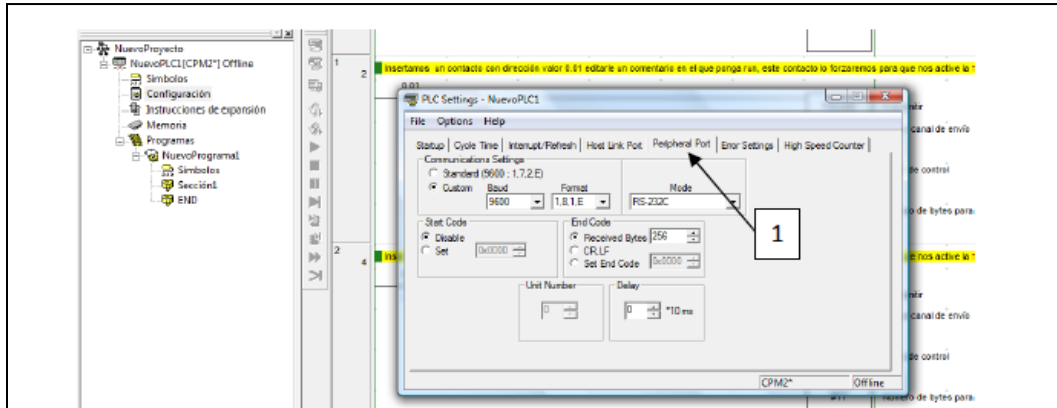 NuevoProyecto
NuevoPLC1[CPM2*] Offline
Símbolos
Configuración
Instrucciones de expansión
Memoria
Programas
NuevoPrograma1
Símbolos
Sección1
END
1
2
Insertamos un contacto con dirección valor 0.01 editarle un comentario en el que ponga run, este contacto lo forzaremos para que nos active la
0.01
PLC Settings - NuevoPLC1
File Options Help
Startup Cycle Time Interrupt/Refresh Host Link Port Peripheral Port Error Settings High Speed Counter
Communications Settings
Standard (9600 ; 1,7,2,E)
Custom Baud Format Mode
9600 1,8,1,E RS-232C
Start Code End Code
Disable Received Bytes 256
Set 0x0000 CR,LF
Set End Code 0x0000
Unit Number Delay
0 0 *10 ms
CPM2* Offline
1
canal de envío
de control
o de bytes para
2
4
Ins
e nos active la
canal de envío
de control
#11 Número de bytes para